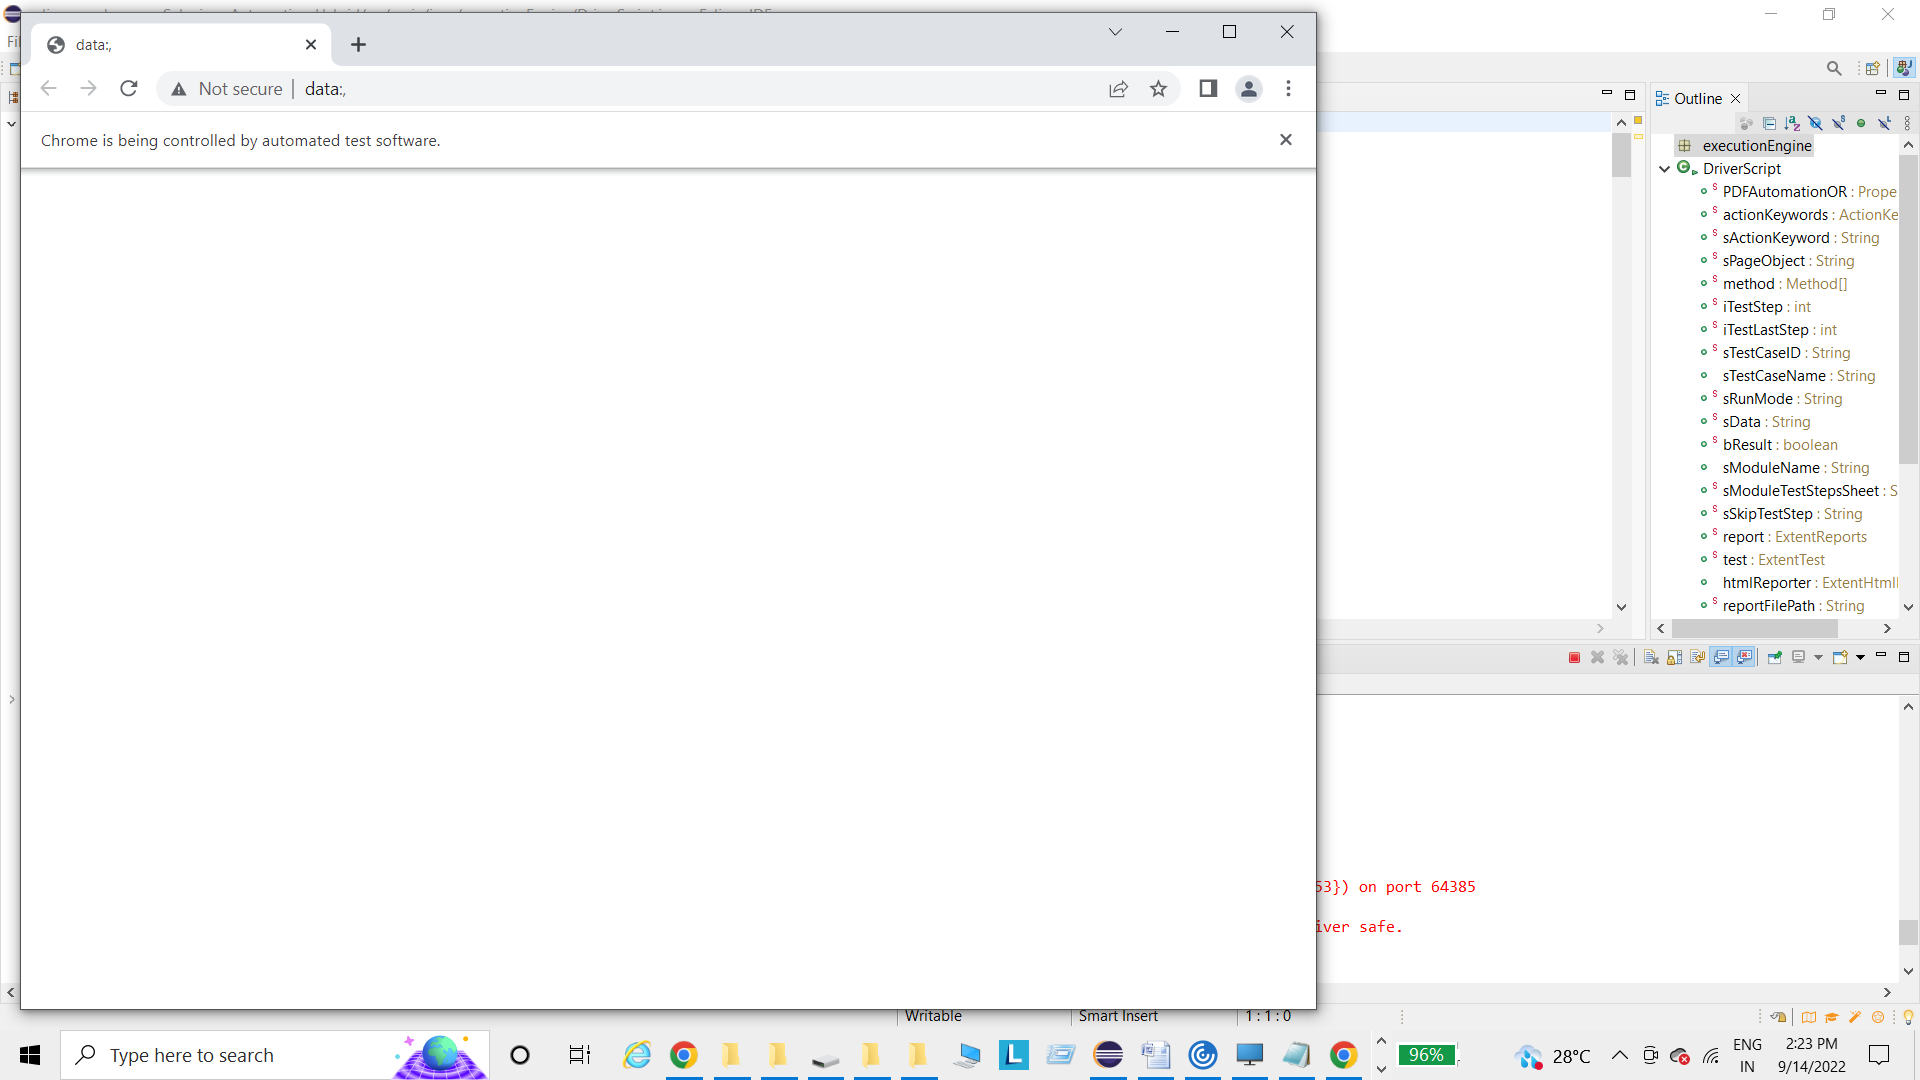 data:,
Not secure
data:,
Chrome is being controlled by automated test software.
Outline
executionEngine
DriverScript
PDFAutomationOR : Prope
actionKeywords : ActionKe
sActionKeyword : String
sPageObject : String
method : Method[]
iTestStep : int
iTestLastStep : int
sTestCaseID : String
sTestCaseName : String
sRunMode : String
sData : String
bResult : boolean
sModuleName : String
sModuleTestStepsSheet : S
sSkipTestStep : String
report : ExtentReports
test : ExtentTest
htmlReporter : ExtentHtml
reportFilePath : String
53}) on port 64385
iver safe.
Writable
Smart Insert
1 : 1 : 0
Type here to search
96%
28°C
ENG
IN
2:23 PM
9/14/2022